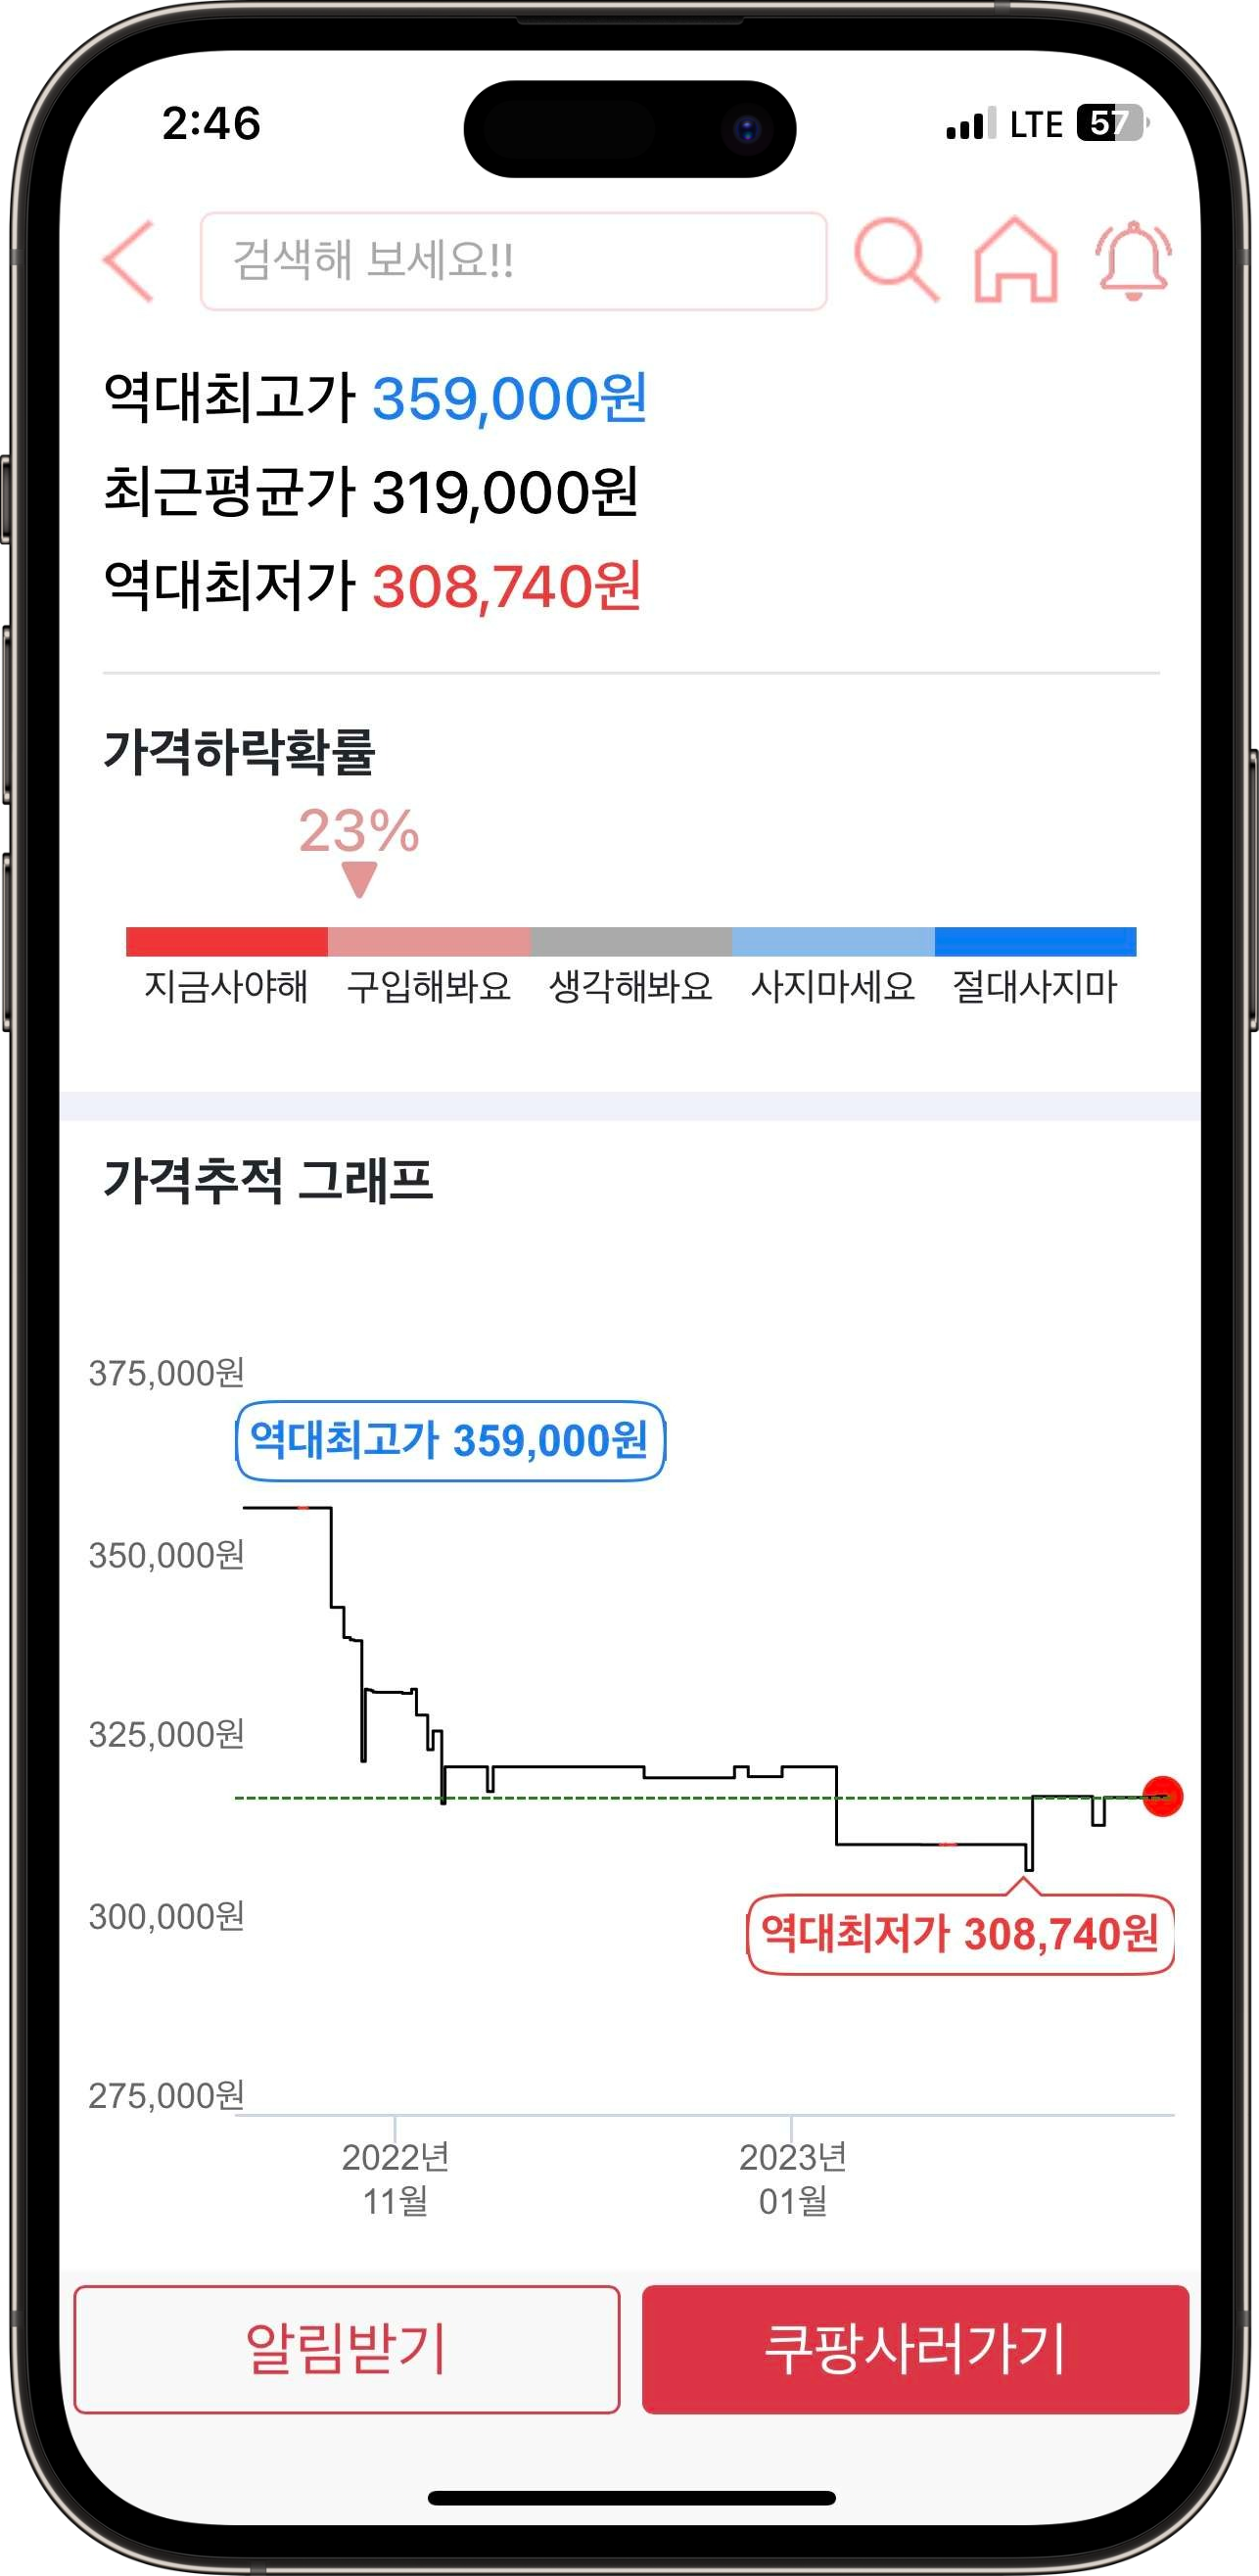 2:46
LTE 57
검색해 보세요!!
역대최고가 359,000원
최근평균가 319,000원
역대최저가 308,740원
가격하락확률
23%
지금사야해 구입해봐요 생각해봐요 사지마세요 절대사지마
가격추적 그래프
375,000원
역대최고가 359,000원
350,000원
325,000원
300,000원
역대최저가 308,740원
275,000원
2022년 2023년
11월 01월
알림받기 쿠팡사러가기